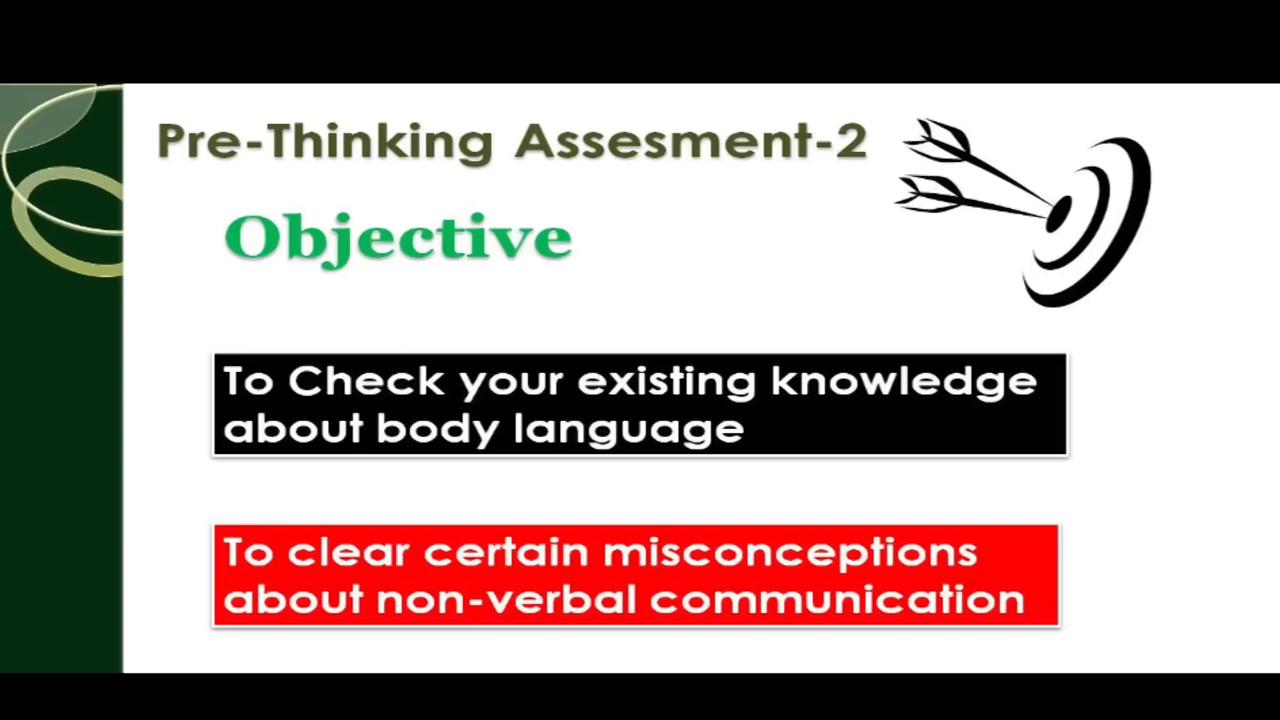 Pre-Thinking Assesment-2
Objective
To Check your existing knowledge
about body language
To clear certain misconceptions
about non-verbal communication